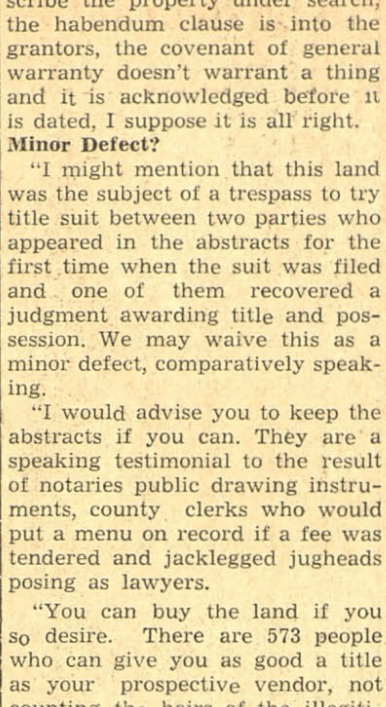 scribe the property under search,
the habendum clause is into the
grantors, the covenant of general
warranty doesn't warrant a thing
and it is acknowledged before it
is dated, I suppose it is all right.
Minor Defect?
"I might mention that this land
was the subject of a trespass to try
title suit between two parties who
appeared in the abstracts for the
first time when the suit was filed
and one of them recovered a
judgment awarding title and pos-
session. We may waive this as a
minor defect, comparatively speak-
ing.
"I would advise you to keep the
abstracts if you can. They are a
speaking testimonial to the result
of notaries public drawing instru-
ments, county clerks who would
put a menu on record if a fee was
tendered and jacklegged jugheads
posing as lawyers.
"You can buy the land if you
so desire. There are 573 people
who can give you as good a title
as your prospective vendor, not
counting the heirs of the illegiti-